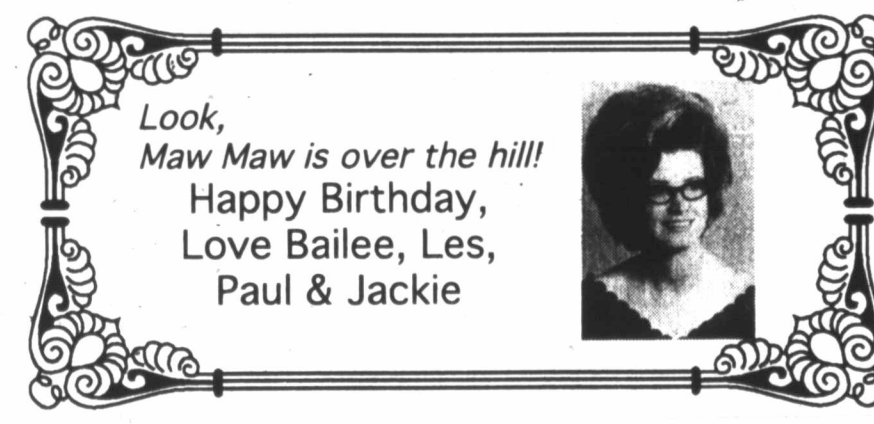 Look,
Maw Maw is over the hill!
Happy Birthday,
Love Bailee, Les,
Paul & Jackie